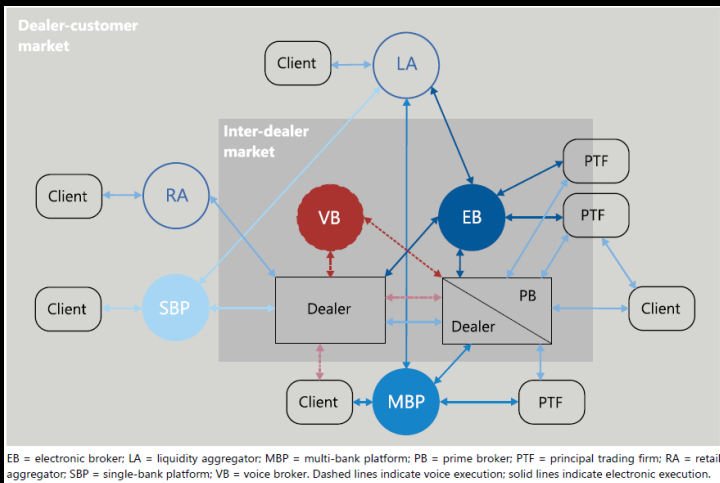 Dealer-customer
market
Client
LA
Inter-dealer
market
PTF
Client
RA
VB
EB
PTF
Client
SBP
Dealer
PB
Dealer
Client
Client
MBP
PTF
EB = electronic broker; LA = liquidity aggregator; MBP = multi-bank platform; PB = prime broker; PTF = principal trading firm; RA = retail
aggregator; SBP = single-bank platform; VB = voice broker. Dashed lines indicate voice execution; solid lines indicate electronic execution.